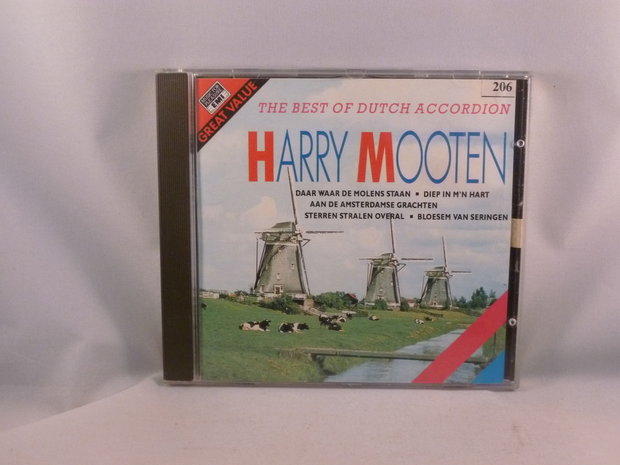 206
EMI
GREAT VALUE
THE BEST OF DUTCH ACCORDION
HARRY MOOTEN
DAAR WAAR DE MOLENS STAAN ▪ DIEP IN M'N HART
AAN DE AMSTERDAMSE GRACHTEN
STERREN STRALEN OVERAL ▪ BLOESEM VAN SERINGEN